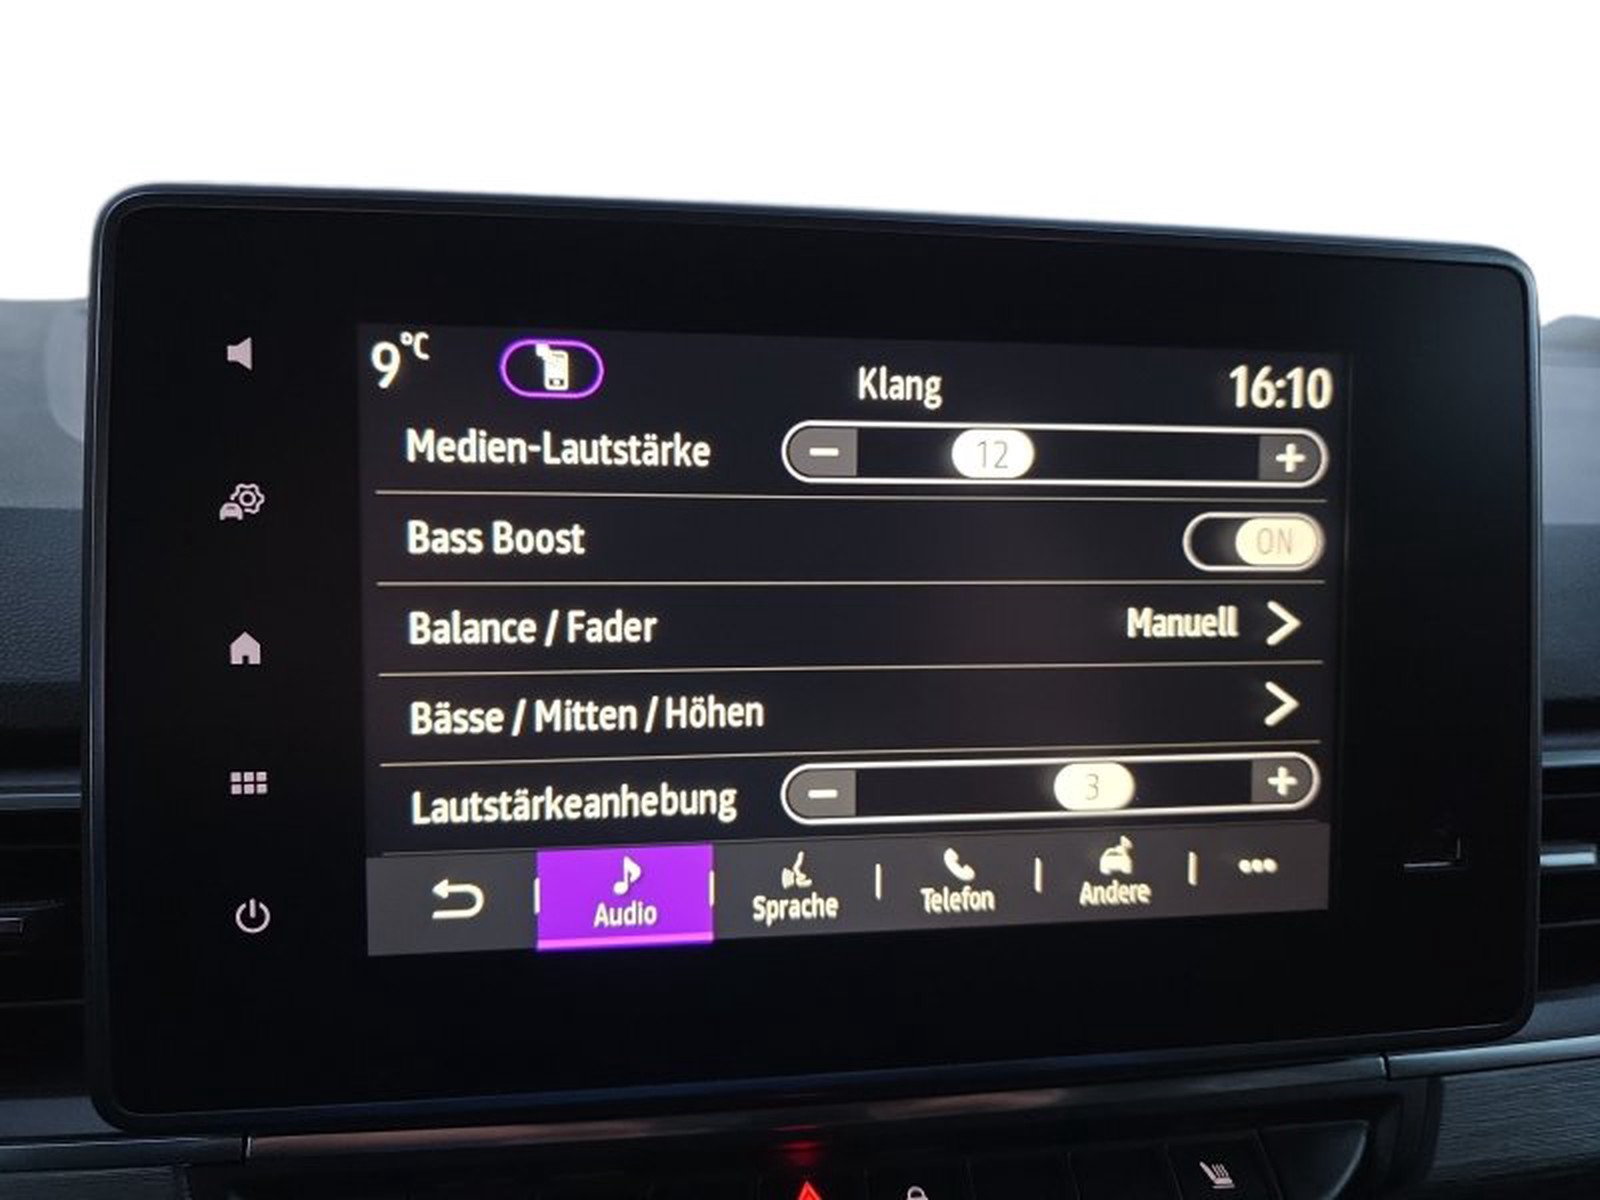 9°C Klang 16:10
Medien-Lautstärke − 12 +
Bass Boost ON
Balance / Fader Manuell
Bässe / Mitten / Höhen
Lautstärkeanhebung − 3 +
Audio Sprache Telefon Andere •••